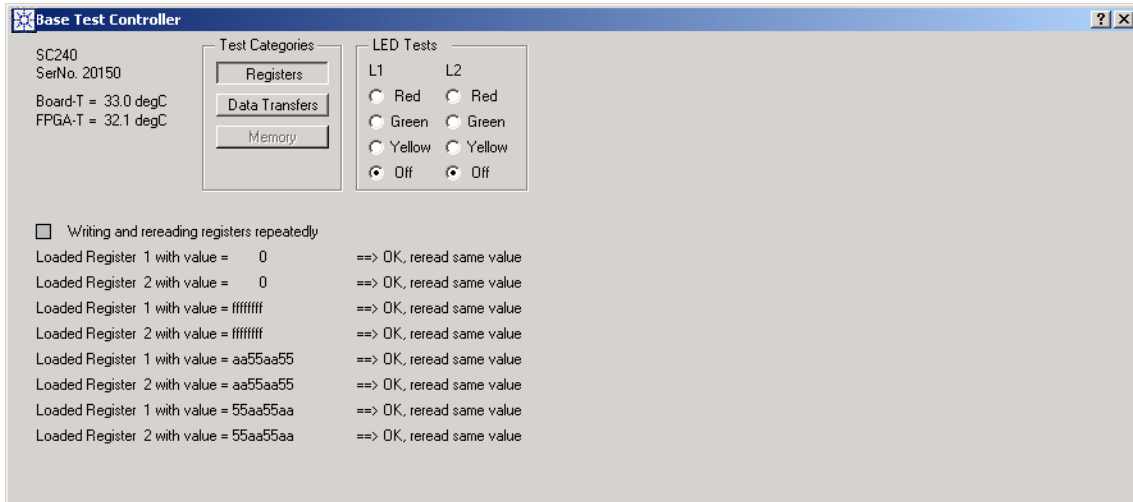 Base Test Controller
SC240
SerNo. 20150
Board-T = 33.0 degC
FPGA-T = 32.1 degC
Test Categories
Registers
Data Transfers
Memory
LED Tests
L1 L2
Red Red
Green Green
Yellow Yellow
Off Off
Writing and rereading registers repeatedly
Loaded Register 1 with value = 0 ==> OK, reread same value
Loaded Register 2 with value = 0 ==> OK, reread same value
Loaded Register 1 with value = ffffffff ==> OK, reread same value
Loaded Register 2 with value = ffffffff ==> OK, reread same value
Loaded Register 1 with value = aa55aa55 ==> OK, reread same value
Loaded Register 2 with value = aa55aa55 ==> OK, reread same value
Loaded Register 1 with value = 55aa55aa ==> OK, reread same value
Loaded Register 2 with value = 55aa55aa ==> OK, reread same value